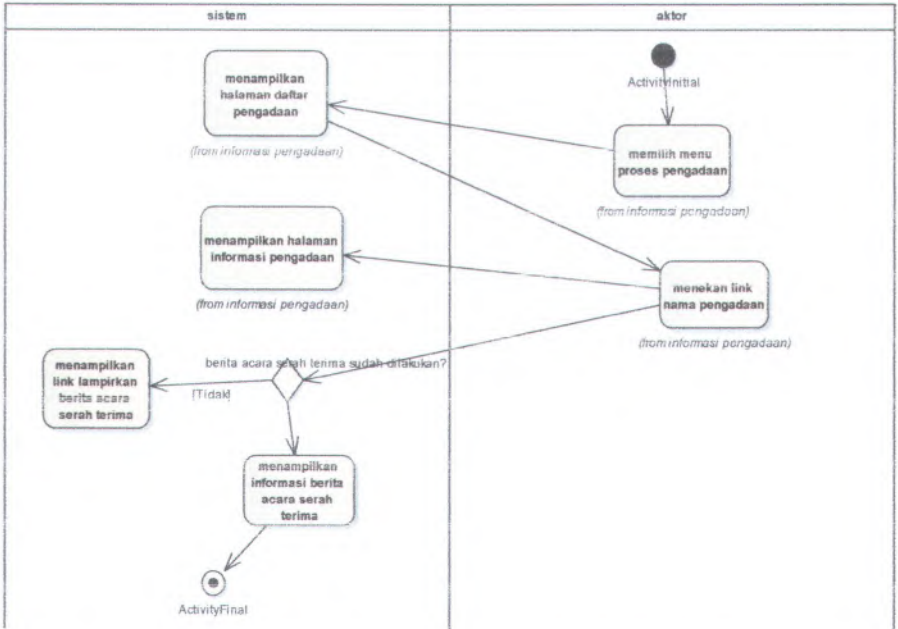 sistem
aktor
ActivityInitial
menampilkan
halaman daftar
pengadaan
(from informasi pengadaan)
memilih menu
proses pengadaan
(from informasi pengadaan)
menampilkan halaman
informasi pengadaan
(from informasi pengadaan)
menekan link
nama pengadaan
(from informasi pengadaan)
berita acara serah terima sudah dilakukan?
menampilkan
link lampirkan
berita acara
serah terima
[Tidak]
menampilkan
informasi berita
acara serah
terima
ActivityFinal